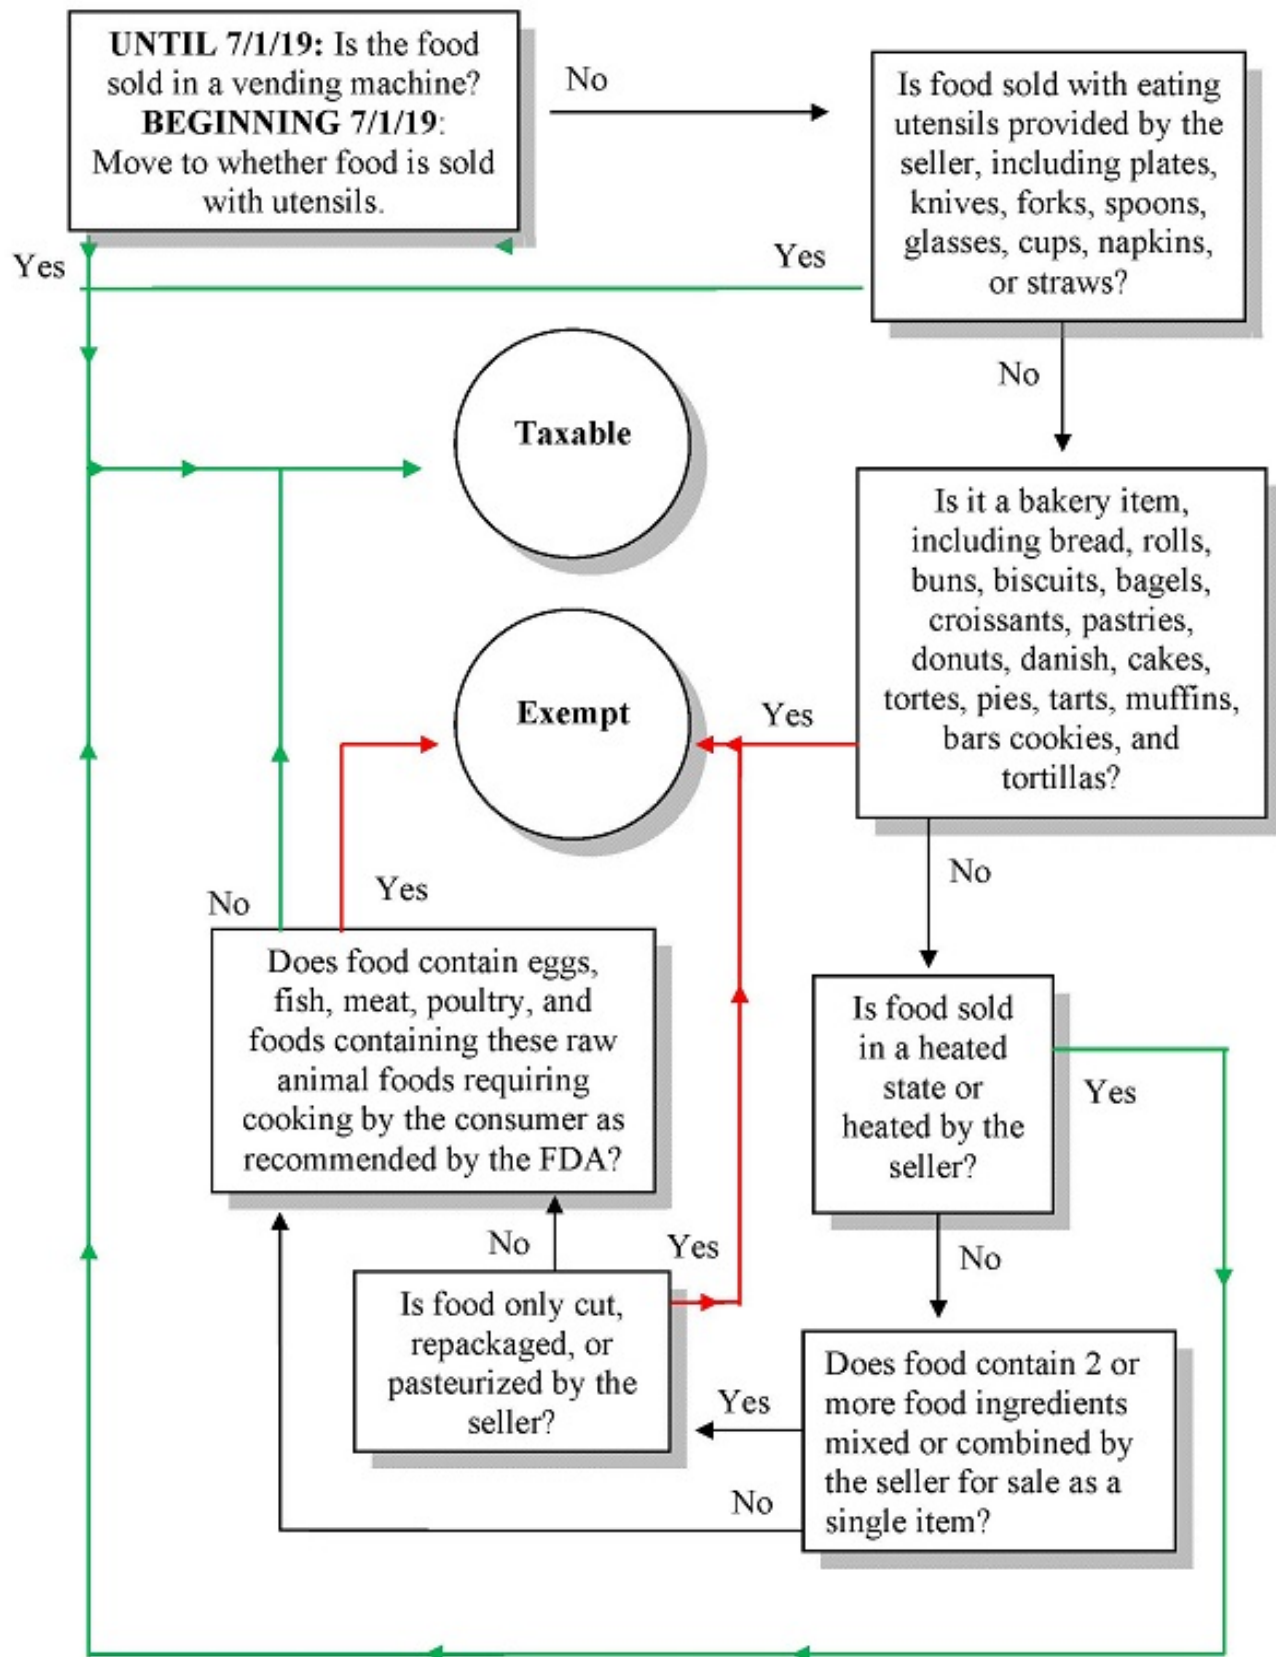 UNTIL 7/1/19: Is the food
sold in a vending machine?
BEGINNING 7/1/19:
Move to whether food is sold
with utensils.
No
Is food sold with eating
utensils provided by the
seller, including plates,
knives, forks, spoons,
glasses, cups, napkins,
or straws?
Yes
Yes
No
Taxable
Is it a bakery item,
including bread, rolls,
buns, biscuits, bagels,
croissants, pastries,
donuts, danish, cakes,
tortes, pies, tarts, muffins,
bars cookies, and
tortillas?
Exempt
Yes
No
No
Yes
Does food contain eggs,
fish, meat, poultry, and
foods containing these raw
animal foods requiring
cooking by the consumer as
recommended by the FDA?
Is food sold
in a heated
state or
heated by the
seller?
Yes
No
Yes
No
Is food only cut,
repackaged, or
pasteurized by the
seller?
Does food contain 2 or
more food ingredients
mixed or combined by
the seller for sale as a
single item?
Yes
No